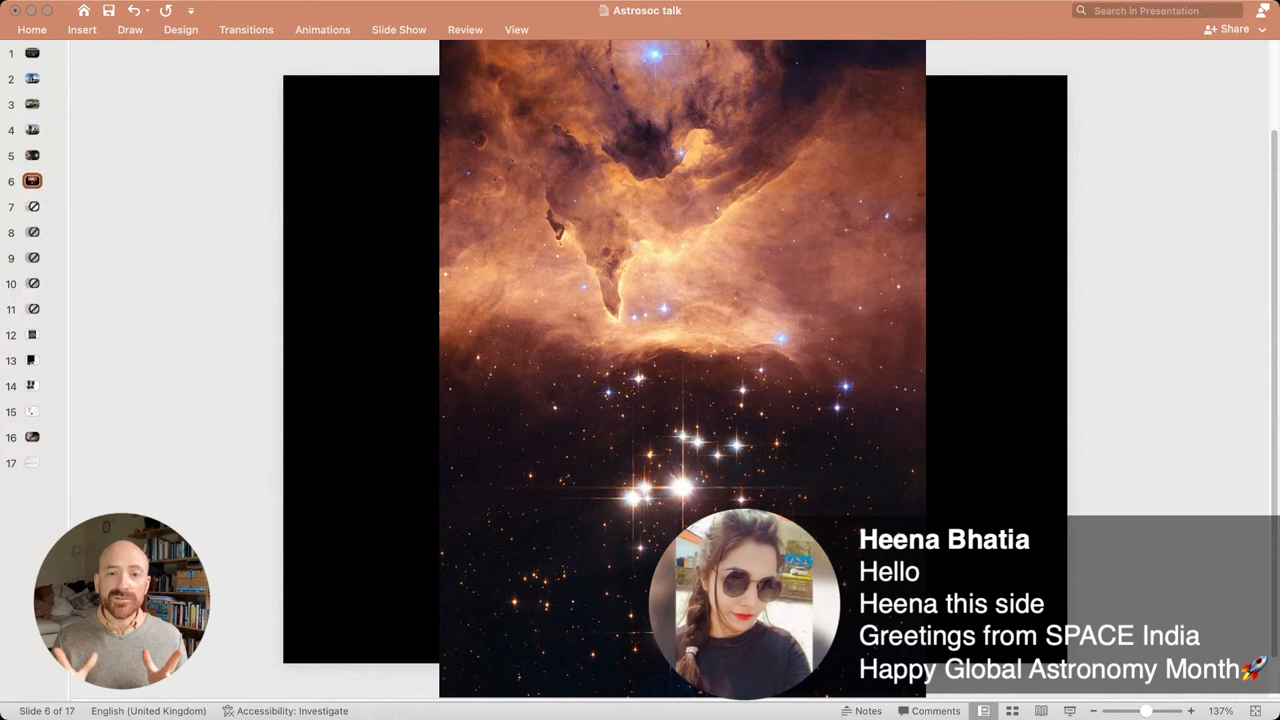 Astrosoc talk
Search in Presentation
Home Insert Draw Design Transitions Animations Slide Show Review View Share
1
2
3
4
5
6
7
8
9
10
11
12
13
14
15
16
17
Heena Bhatia
Hello
Heena this side
Greetings from SPACE India
Happy Global Astronomy Month🚀
Slide 6 of 17 English (United Kingdom) Accessibility: Investigate Notes Comments 137%